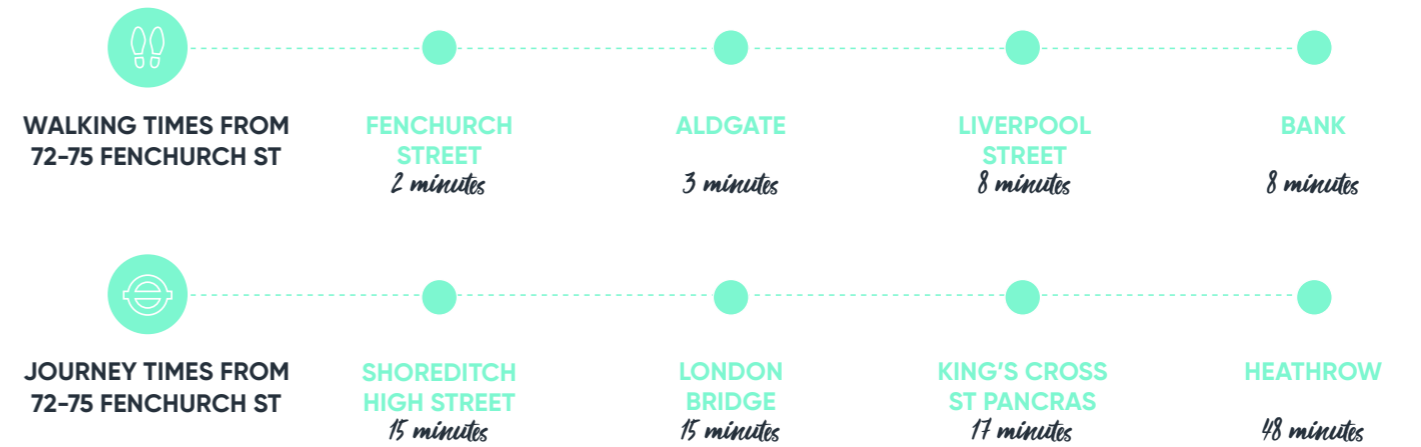 WALKING TIMES FROM
72-75 FENCHURCH ST
FENCHURCH
STREET
2 minutes
ALDGATE
3 minutes
LIVERPOOL
STREET
8 minutes
BANK
8 minutes
JOURNEY TIMES FROM
72-75 FENCHURCH ST
SHOREDITCH
HIGH STREET
15 minutes
LONDON
BRIDGE
15 minutes
KING'S CROSS
ST PANCRAS
17 minutes
HEATHROW
48 minutes